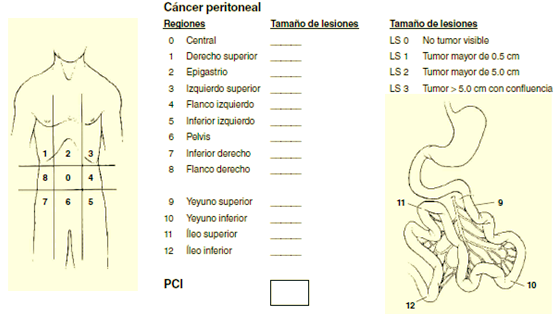 Cáncer peritoneal
Regiones Tamaño de lesiones
0 Central
1 Derecho superior
2 Epigastrio
3 Izquierdo superior
4 Flanco izquierdo
5 Inferior izquierdo
6 Pelvis
7 Inferior derecho
8 Flanco derecho
9 Yeyuno superior
10 Yeyuno inferior
11 Íleo superior
12 Íleo inferior
PCI
Tamaño de lesiones
LS 0 No tumor visible
LS 1 Tumor mayor de 0.5 cm
LS 2 Tumor mayor de 5.0 cm
LS 3 Tumor > 5.0 cm con confluencia
1 2 3
8 0 4
7 6 5
11 9
10
12